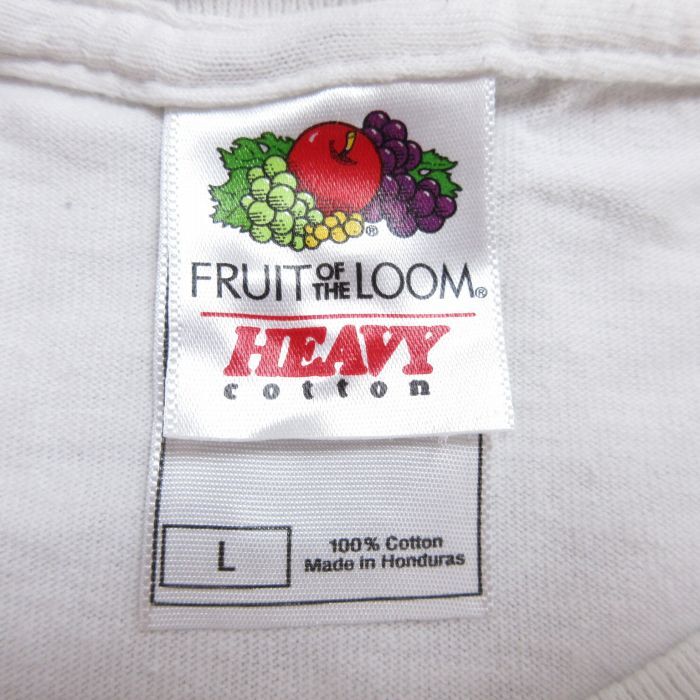 FRUIT OF THE LOOM®
HEAVY
cotton
L
100% Cotton
Made in Honduras